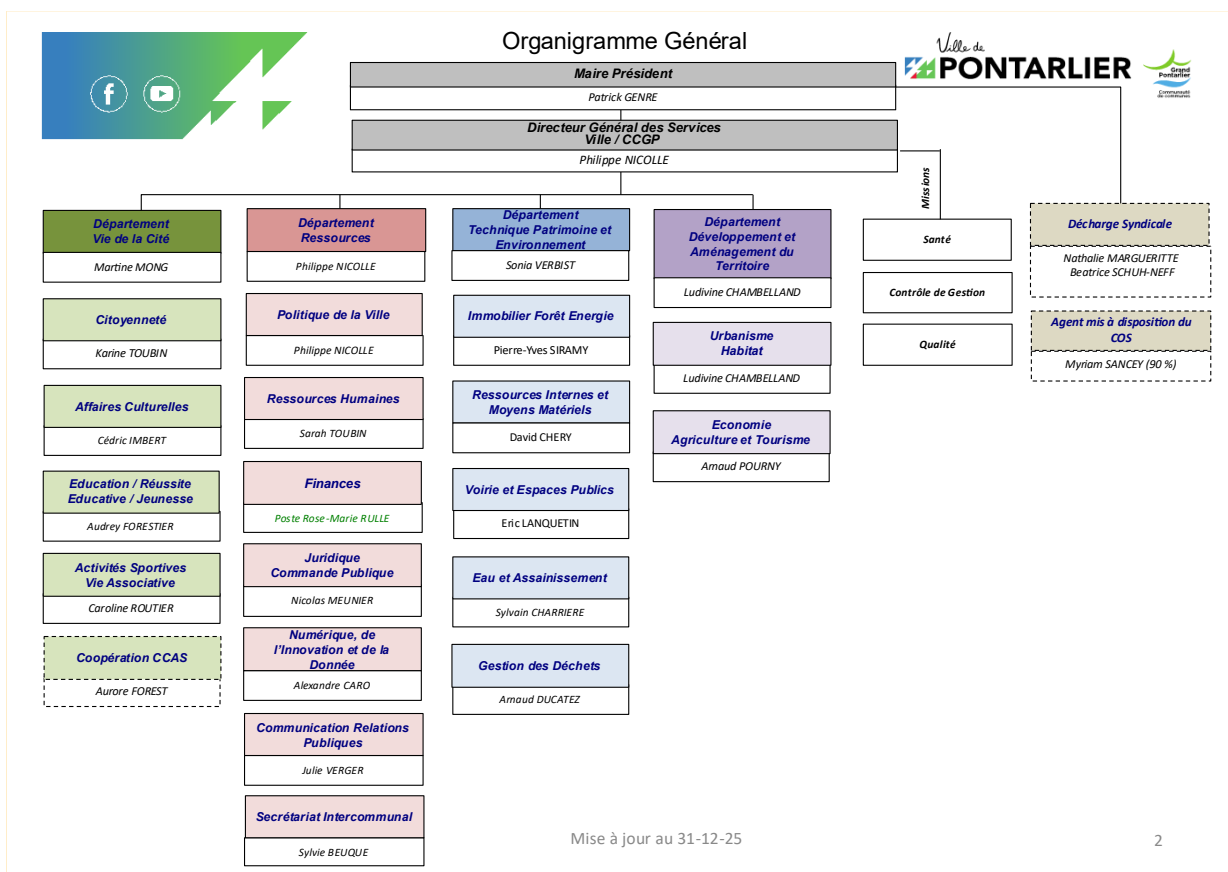 Organigramme Général
Ville de
PONTARLIER
Grand
Pontarlier
Communauté
de communes
Maire Président
Patrick GENRE
Directeur Général des Services
Ville / CCGP
Philippe NICOLLE
Missions
Département
Vie de la Cité
Martine MONG
Citoyenneté
Karine TOUBIN
Affaires Culturelles
Cédric IMBERT
Education / Réussite
Educative / Jeunesse
Audrey FORESTIER
Activités Sportives
Vie Associative
Caroline ROUTIER
Coopération CCAS
Aurore FOREST
Département
Ressources
Philippe NICOLLE
Politique de la Ville
Philippe NICOLLE
Ressources Humaines
Sarah TOUBIN
Finances
Poste Rose-Marie RULLE
Juridique
Commande Publique
Nicolas MEUNIER
Numérique, de
l'Innovation et de la
Donnée
Alexandre CARO
Communication Relations
Publiques
Julie VERGER
Secrétariat Intercommunal
Sylvie BEUQUE
Département
Technique Patrimoine et
Environnement
Sonia VERBIST
Immobilier Forêt Energie
Pierre-Yves SIRAMY
Ressources Internes et
Moyens Matériels
David CHERY
Voirie et Espaces Publics
Eric LANQUETIN
Eau et Assainissement
Sylvain CHARRIERE
Gestion des Déchets
Arnaud DUCATEZ
Département
Développement et
Aménagement du
Territoire
Ludivine CHAMBELLAND
Urbanisme
Habitat
Ludivine CHAMBELLAND
Economie
Agriculture et Tourisme
Arnaud POURNY
Santé
Contrôle de Gestion
Qualité
Décharge Syndicale
Nathalie MARGUERITTE
Beatrice SCHUH-NEFF
Agent mis à disposition du
COS
Myriam SANCEY (90 %)
Mise à jour au 31-12-25
2